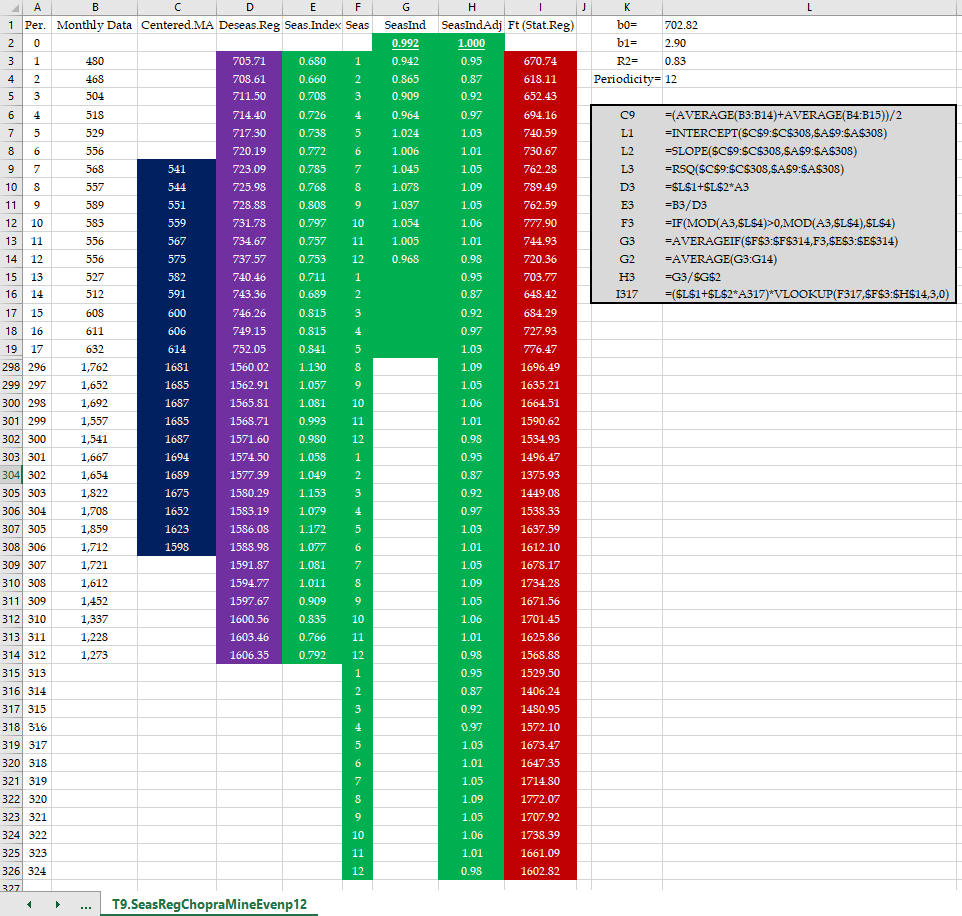 A B C D E F G H I J K L
1 Per. Monthly Data Centered.MA Deseas.Reg Seas.Index Seas SeasInd SeasIndAdj Ft (Stat.Reg) b0= 702.82
2 0 0.992 1.000 b1= 2.90
3 1 480 705.71 0.680 1 0.942 0.95 670.74 R2= 0.83
4 2 468 708.61 0.660 2 0.865 0.87 618.11 Periodicity= 12
5 3 504 711.50 0.708 3 0.909 0.92 652.43
6 4 518 714.40 0.726 4 0.964 0.97 694.16 C9 =(AVERAGE(B3:B14)+AVERAGE(B4:B15))/2
7 5 529 717.30 0.738 5 1.024 1.03 740.59 L1 =INTERCEPT($C$9:$C$308,$A$9:$A$308)
8 6 556 720.19 0.772 6 1.006 1.01 730.67 L2 =SLOPE($C$9:$C$308,$A$9:$A$308)
9 7 568 541 723.09 0.785 7 1.045 1.05 762.28 L3 =RSQ($C$9:$C$308,$A$9:$A$308)
10 8 557 544 725.98 0.768 8 1.078 1.09 789.49 D3 =$L$1+$L$2*A3
11 9 589 551 728.88 0.808 9 1.037 1.05 762.59 E3 =B3/D3
12 10 583 559 731.78 0.797 10 1.054 1.06 777.90 F3 =IF(MOD(A3,$L$4)>0,MOD(A3,$L$4),$L$4)
13 11 556 567 734.67 0.757 11 1.005 1.01 744.93 G3 =AVERAGEIF($F$3:$F$314,F3,$E$3:$E$314)
14 12 556 575 737.57 0.753 12 0.968 0.98 720.36 G2 =AVERAGE(G3:G14)
15 13 527 582 740.46 0.711 1 0.95 703.77 H3 =G3/$G$2
16 14 512 591 743.36 0.689 2 0.87 648.42 I317 =($L$1+$L$2*A317)*VLOOKUP(F317,$F$3:$H$14,3,0)
17 15 608 600 746.26 0.815 3 0.92 684.29
18 16 611 606 749.15 0.815 4 0.97 727.93
19 17 632 614 752.05 0.841 5 1.03 776.47
298 296 1,762 1681 1560.02 1.130 8 1.09 1696.49
299 297 1,652 1685 1562.91 1.057 9 1.05 1635.21
300 298 1,692 1687 1565.81 1.081 10 1.06 1664.51
301 299 1,557 1685 1568.71 0.993 11 1.01 1590.62
302 300 1,541 1687 1571.60 0.980 12 0.98 1534.93
303 301 1,667 1694 1574.50 1.058 1 0.95 1496.47
304 302 1,654 1689 1577.39 1.049 2 0.87 1375.93
305 303 1,822 1675 1580.29 1.153 3 0.92 1449.08
306 304 1,708 1652 1583.19 1.079 4 0.97 1538.33
307 305 1,859 1623 1586.08 1.172 5 1.03 1637.59
308 306 1,712 1598 1588.98 1.077 6 1.01 1612.10
309 307 1,721 1591.87 1.081 7 1.05 1678.17
310 308 1,612 1594.77 1.011 8 1.09 1734.28
311 309 1,452 1597.67 0.909 9 1.05 1671.56
312 310 1,337 1600.56 0.835 10 1.06 1701.45
313 311 1,228 1603.46 0.766 11 1.01 1625.86
314 312 1,273 1606.35 0.792 12 0.98 1568.88
315 313 1 0.95 1529.50
316 314 2 0.87 1406.24
317 315 3 0.92 1480.95
318 316 4 0.97 1572.10
319 317 5 1.03 1673.47
320 318 6 1.01 1647.35
321 319 7 1.05 1714.80
322 320 8 1.09 1772.07
323 321 9 1.05 1707.92
324 322 10 1.06 1738.39
325 323 11 1.01 1661.09
326 324 12 0.98 1602.82
327
... T9.SeasRegChopraMineEvenp12